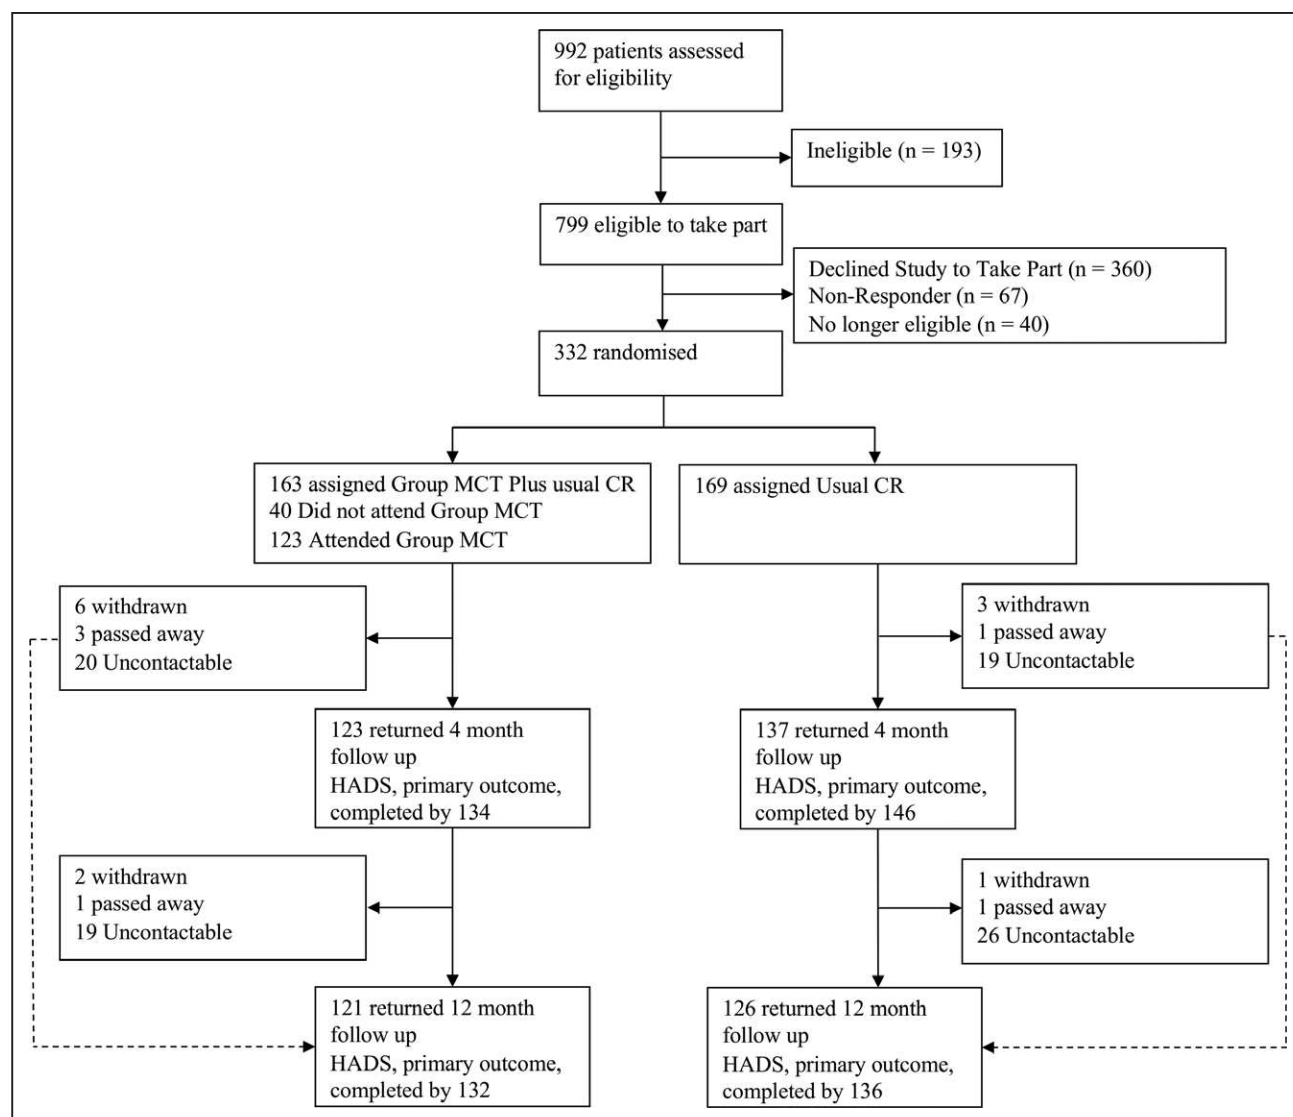 992 patients assessed
for eligibility
Ineligible (n = 193)
799 eligible to take part
Declined Study to Take Part (n = 360)
Non-Responder (n = 67)
No longer eligible (n = 40)
332 randomised
163 assigned Group MCT Plus usual CR
40 Did not attend Group MCT
123 Attended Group MCT
169 assigned Usual CR
6 withdrawn
3 passed away
20 Uncontactable
3 withdrawn
1 passed away
19 Uncontactable
123 returned 4 month
follow up
HADS, primary outcome,
completed by 134
137 returned 4 month
follow up
HADS, primary outcome,
completed by 146
2 withdrawn
1 passed away
19 Uncontactable
1 withdrawn
1 passed away
26 Uncontactable
121 returned 12 month
follow up
HADS, primary outcome,
completed by 132
126 returned 12 month
follow up
HADS, primary outcome,
completed by 136